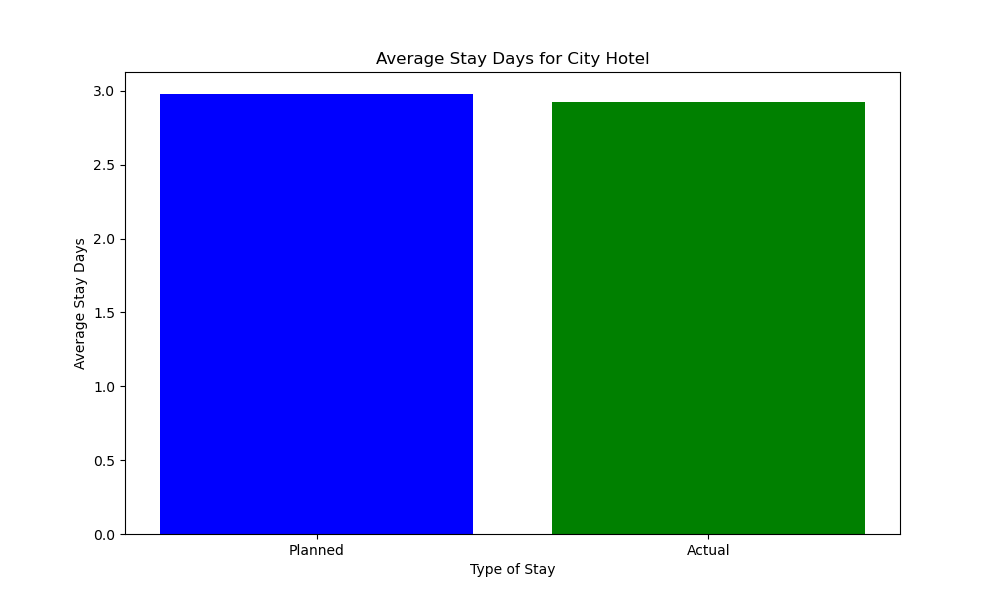 Average Stay Days for City Hotel
Average Stay Days
3.0
2.5
2.0
1.5
1.0
0.5
0.0
Planned
Actual
Type of Stay